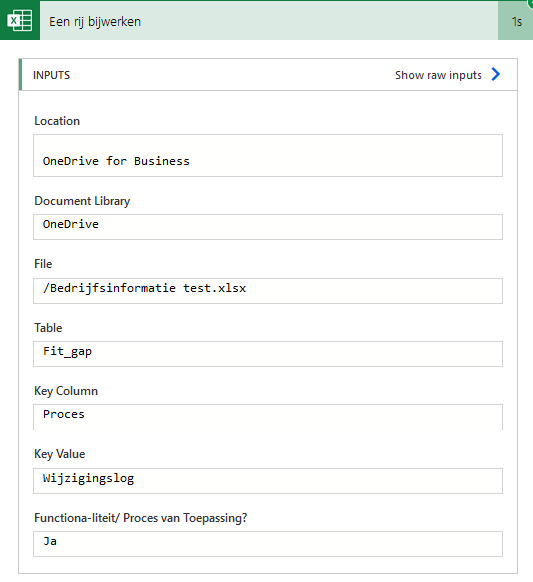 Een rij bijwerken
1s
INPUTS
Show raw inputs
Location
OneDrive for Business
Document Library
OneDrive
File
/Bedrijfsinformatie test.xlsx
Table
Fit_gap
Key Column
Proces
Key Value
Wijzigingslog
Functiona-liteit/ Proces van Toepassing?
Ja